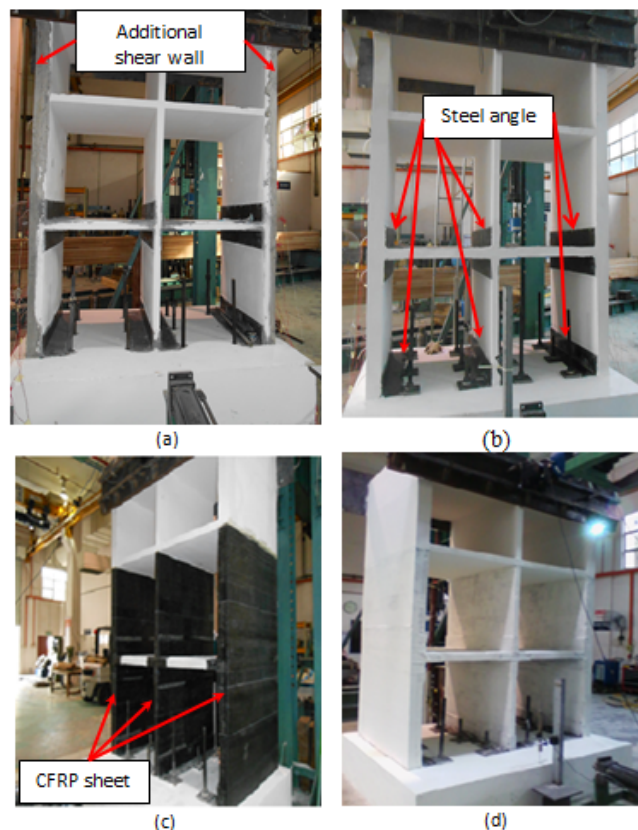 Additional
shear wall
Steel angle
(a)
(b)
CFRP sheet
(c)
(d)